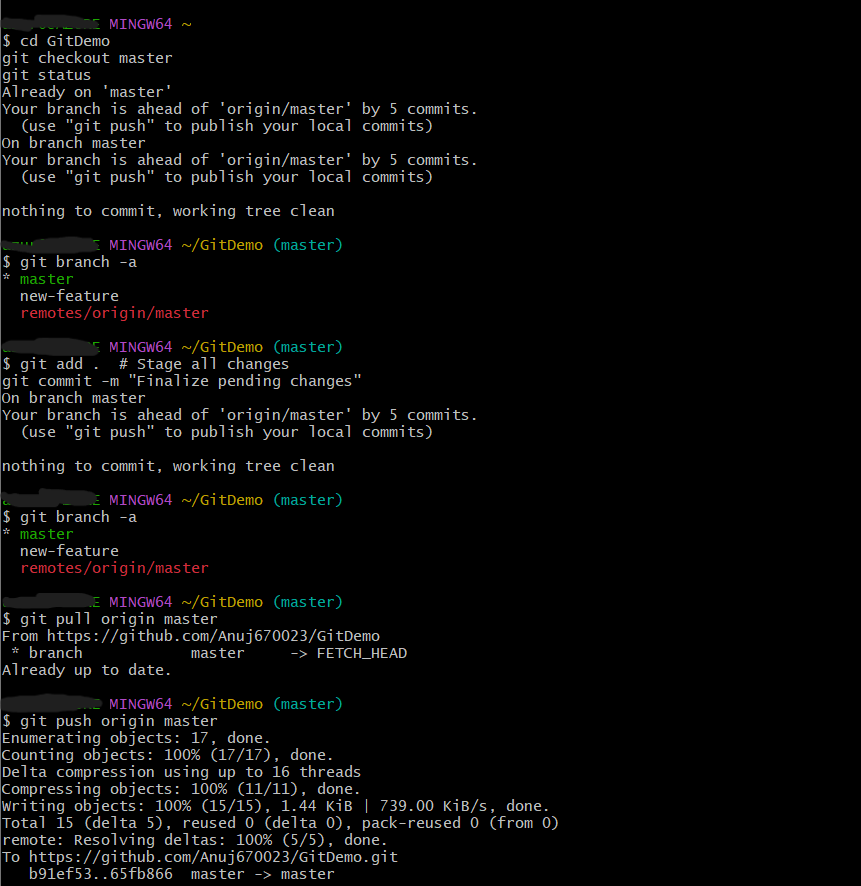 MINGW64 ~
$ cd GitDemo
git checkout master
git status
Already on 'master'
Your branch is ahead of 'origin/master' by 5 commits.
  (use "git push" to publish your local commits)
On branch master
Your branch is ahead of 'origin/master' by 5 commits.
  (use "git push" to publish your local commits)

nothing to commit, working tree clean

MINGW64 ~/GitDemo (master)
$ git branch -a
* master
  new-feature
  remotes/origin/master

MINGW64 ~/GitDemo (master)
$ git add .  # Stage all changes
git commit -m "Finalize pending changes"
On branch master
Your branch is ahead of 'origin/master' by 5 commits.
  (use "git push" to publish your local commits)

nothing to commit, working tree clean

MINGW64 ~/GitDemo (master)
$ git branch -a
* master
  new-feature
  remotes/origin/master

MINGW64 ~/GitDemo (master)
$ git pull origin master
From https://github.com/Anuj670023/GitDemo
 * branch            master     -> FETCH_HEAD
Already up to date.

MINGW64 ~/GitDemo (master)
$ git push origin master
Enumerating objects: 17, done.
Counting objects: 100% (17/17), done.
Delta compression using up to 16 threads
Compressing objects: 100% (11/11), done.
Writing objects: 100% (15/15), 1.44 KiB | 739.00 KiB/s, done.
Total 15 (delta 5), reused 0 (delta 0), pack-reused 0 (from 0)
remote: Resolving deltas: 100% (5/5), done.
To https://github.com/Anuj670023/GitDemo.git
   b91ef53..65fb866  master -> master